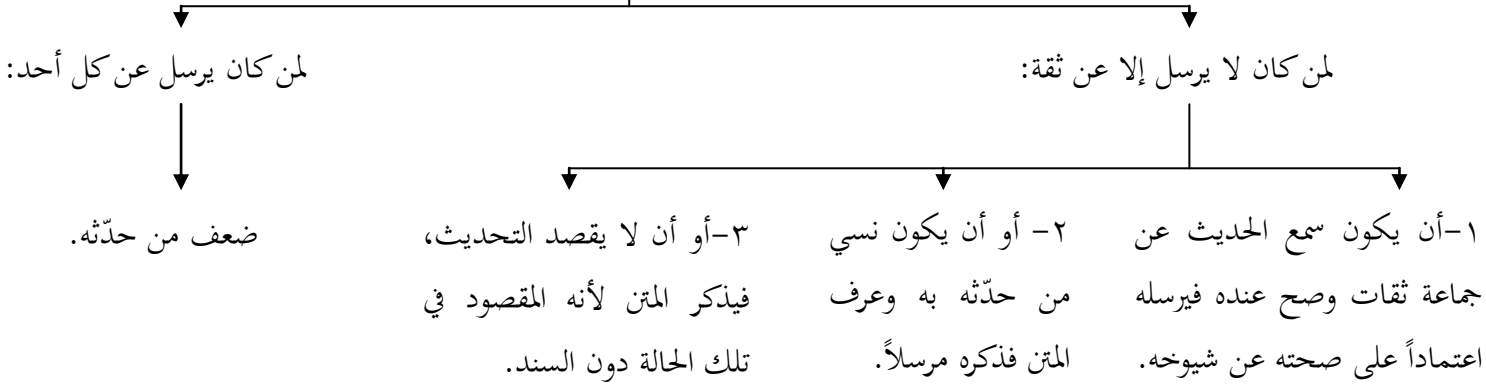 لمن كان لا يرسل إلا عن ثقة:
لمن كان يرسل عن كل أحد:
١-أن يكون سمع الحديث عن
جماعة ثقات وصح عنده فيرسله
اعتماداً على صحته عن شيوخه.
٢- أو أن يكون نسي
من حدّثه به وعرف
المتن فذكره مرسلاً.
٣-أو أن لا يقصد التحديث،
فيذكر المتن لأنه المقصود في
تلك الحالة دون السند.
ضعف من حدّثه.